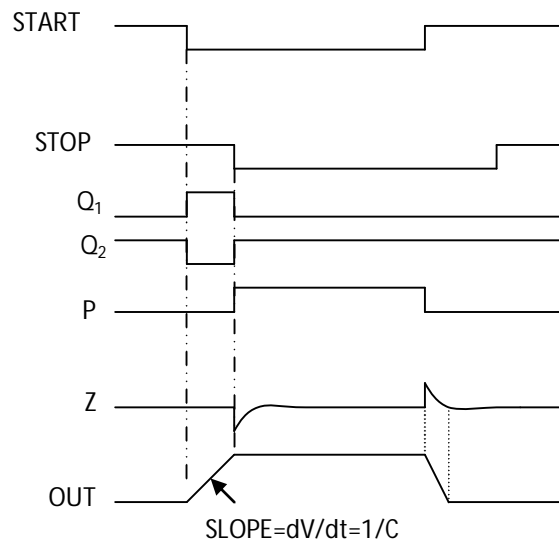 START
STOP
Q₁
Q₂
P
Z
OUT
SLOPE=dV/dt=1/C